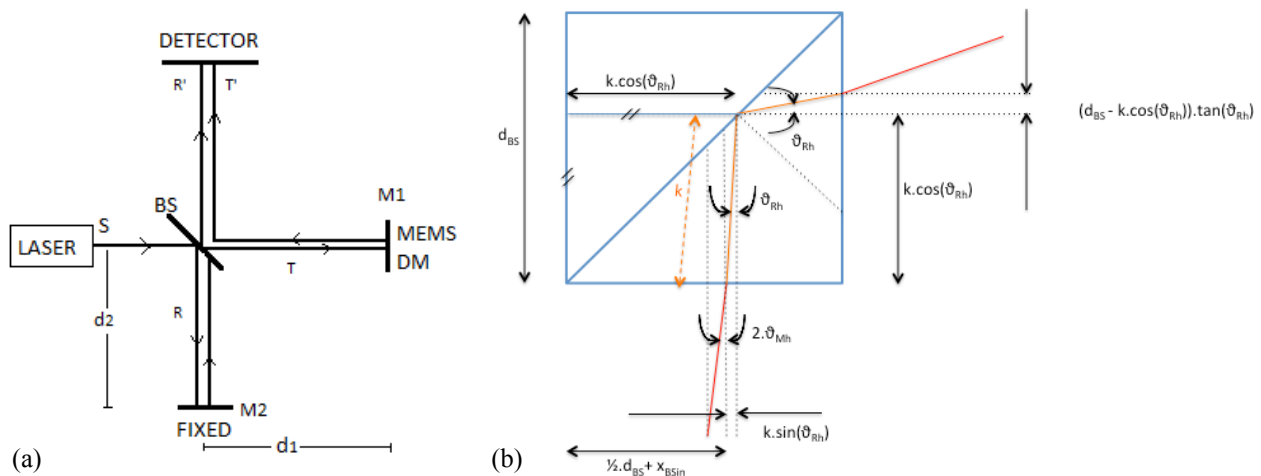 DETECTOR
R'
T'
M1
BS
S
LASER
MEMS
DM
T
R
d2
M2
FIXED
d1
(a)
k.cos(ϑRh)
(dBS - k.cos(ϑRh)).tan(ϑRh)
dBS
ϑRh
k
k.cos(ϑRh)
ϑRh
2.ϑMh
k.sin(ϑRh)
½.dBS+ xBSin
(b)